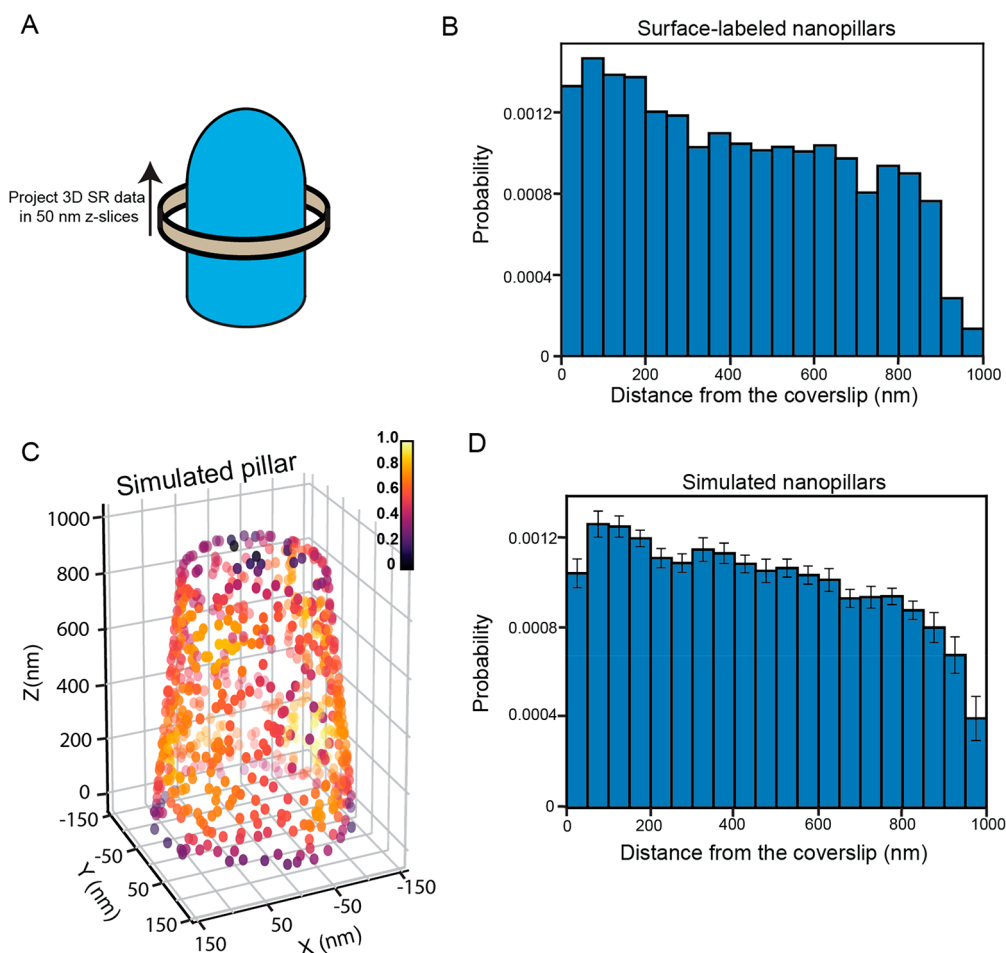 A
Project 3D SR data
in 50 nm z-slices
B
Surface-labeled nanopillars
Probability
0.0012
0.0008
0.0004
0
0 200 400 600 800 1000
Distance from the coverslip (nm)
C
Simulated pillar
1.0
0.8
0.6
0.4
0.2
0
Z(nm)
1000
800
600
400
200
0
-150
-50
50
150
Y (nm)
150
50
-50
-150
X (nm)
D
Simulated nanopillars
Probability
0.0012
0.0008
0.0004
0
0 200 400 600 800 1000
Distance from the coverslip (nm)